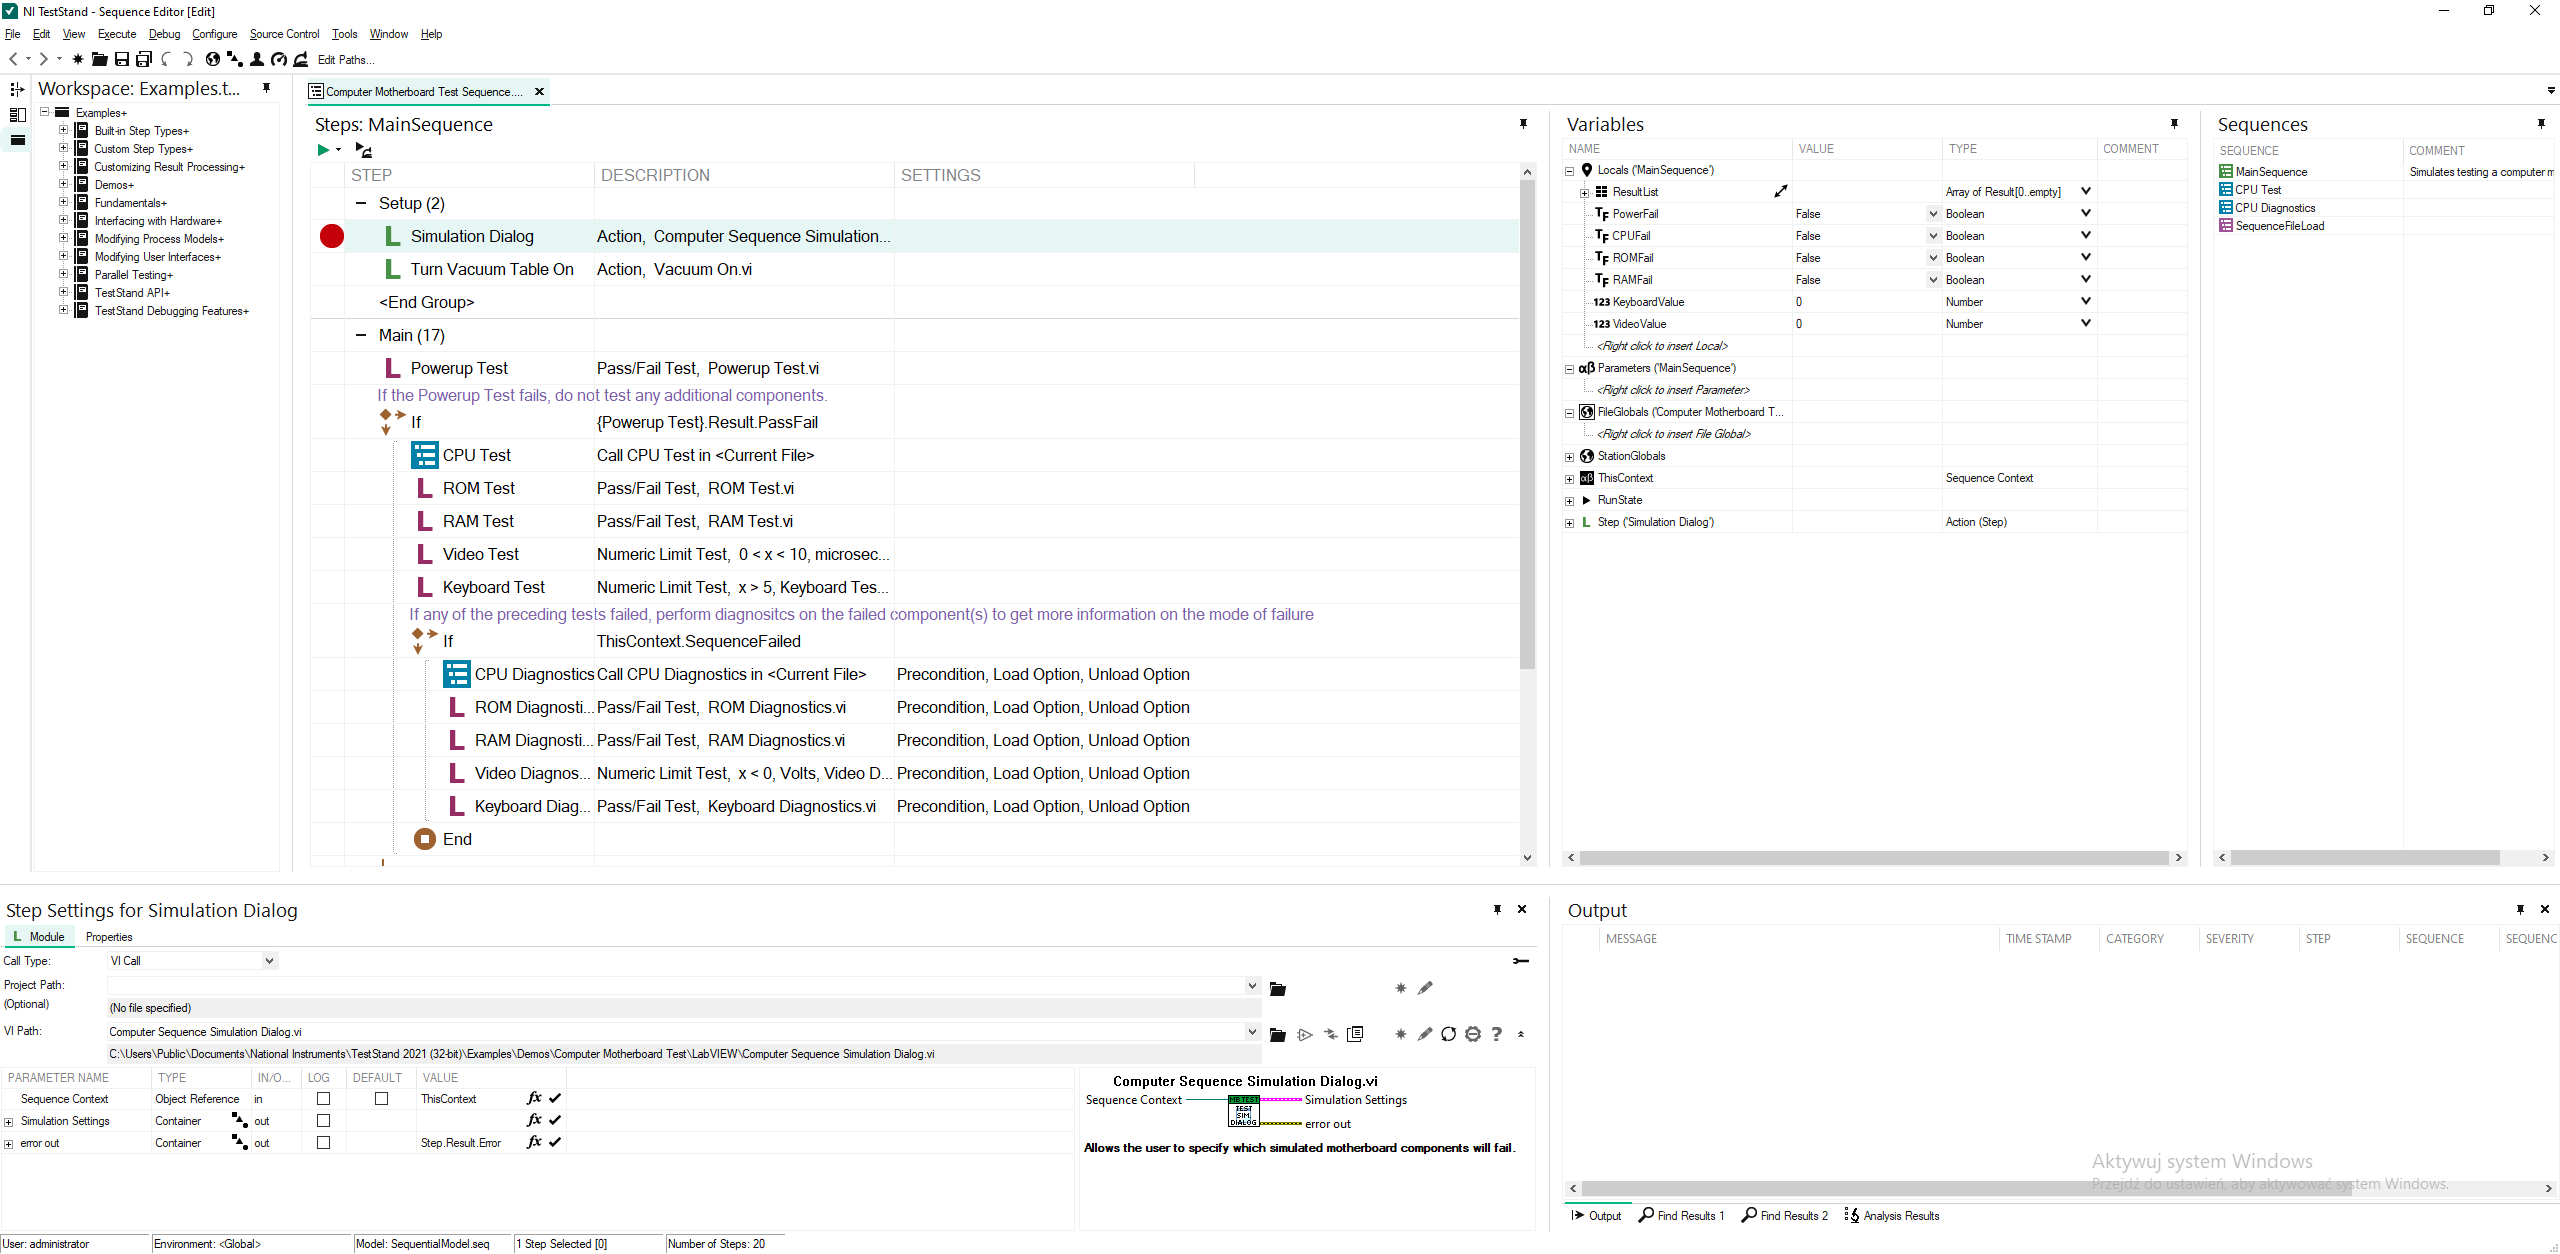 NI TestStand - Sequence Editor [Edit]
File Edit View Execute Debug Configure Source Control Tools Window Help
Edit Paths...
Workspace: Examples.t...
Examples+
Built-in Step Types+
Custom Step Types+
Customizing Result Processing+
Demos+
Fundamentals+
Interfacing with Hardware+
Modifying Process Models+
Modifying User Interfaces+
Parallel Testing+
TestStand API+
TestStand Debugging Features+
Computer Motherboard Test Sequence....
Steps: MainSequence
STEP DESCRIPTION SETTINGS
Setup (2)
Simulation Dialog Action, Computer Sequence Simulation...
Turn Vacuum Table On Action, Vacuum On.vi
<End Group>
Main (17)
Powerup Test Pass/Fail Test, Powerup Test.vi
If the Powerup Test fails, do not test any additional components.
If {Powerup Test}.Result.PassFail
CPU Test Call CPU Test in <Current File>
ROM Test Pass/Fail Test, ROM Test.vi
RAM Test Pass/Fail Test, RAM Test.vi
Video Test Numeric Limit Test, 0 < x < 10, microsec...
Keyboard Test Numeric Limit Test, x > 5, Keyboard Tes...
If any of the preceding tests failed, perform diagnositcs on the failed component(s) to get more information on the mode of failure
If ThisContext.SequenceFailed
CPU Diagnostics Call CPU Diagnostics in <Current File> Precondition, Load Option, Unload Option
ROM Diagnosti... Pass/Fail Test, ROM Diagnostics.vi Precondition, Load Option, Unload Option
RAM Diagnosti... Pass/Fail Test, RAM Diagnostics.vi Precondition, Load Option, Unload Option
Video Diagnos... Numeric Limit Test, x < 0, Volts, Video D... Precondition, Load Option, Unload Option
Keyboard Diag... Pass/Fail Test, Keyboard Diagnostics.vi Precondition, Load Option, Unload Option
End
Variables
NAME VALUE TYPE COMMENT
Locals ('MainSequence')
ResultList Array of Result[0..empty]
PowerFail False Boolean
CPUFail False Boolean
ROMFail False Boolean
RAMFail False Boolean
123 KeyboardValue 0 Number
123 VideoValue 0 Number
<Right click to insert Local>
αβ Parameters ('MainSequence')
<Right click to insert Parameter>
FileGlobals ('Computer Motherboard T...
<Right click to insert File Global>
StationGlobals
ThisContext Sequence Context
RunState
Step ('Simulation Dialog') Action (Step)
Sequences
SEQUENCE COMMENT
MainSequence Simulates testing a computer m
CPU Test
CPU Diagnostics
SequenceFileLoad
Step Settings for Simulation Dialog
Module Properties
Call Type: VI Call
Project Path:
(Optional) (No file specified)
VI Path: Computer Sequence Simulation Dialog.vi
C:\Users\Public\Documents\National Instruments\TestStand 2021 (32-bit)\Examples\Demos\Computer Motherboard Test\LabVIEW\Computer Sequence Simulation Dialog.vi
PARAMETER NAME TYPE IN/O... LOG DEFAULT VALUE
Sequence Context Object Reference in ThisContext fx
Simulation Settings Container out fx
error out Container out Step.Result.Error fx
Computer Sequence Simulation Dialog.vi
Sequence Context MB TEST Simulation Settings
TEST
SIM
DIALOG error out
Allows the user to specify which simulated motherboard components will fail.
Output
MESSAGE TIME STAMP CATEGORY SEVERITY STEP SEQUENCE SEQUENC
Aktywuj system Windows
Przejdź do ustawień, aby aktywować system Windows.
Output Find Results 1 Find Results 2 Analysis Results
User: administrator Environment: <Global> Model: SequentialModel.seq 1 Step Selected [0] Number of Steps: 20